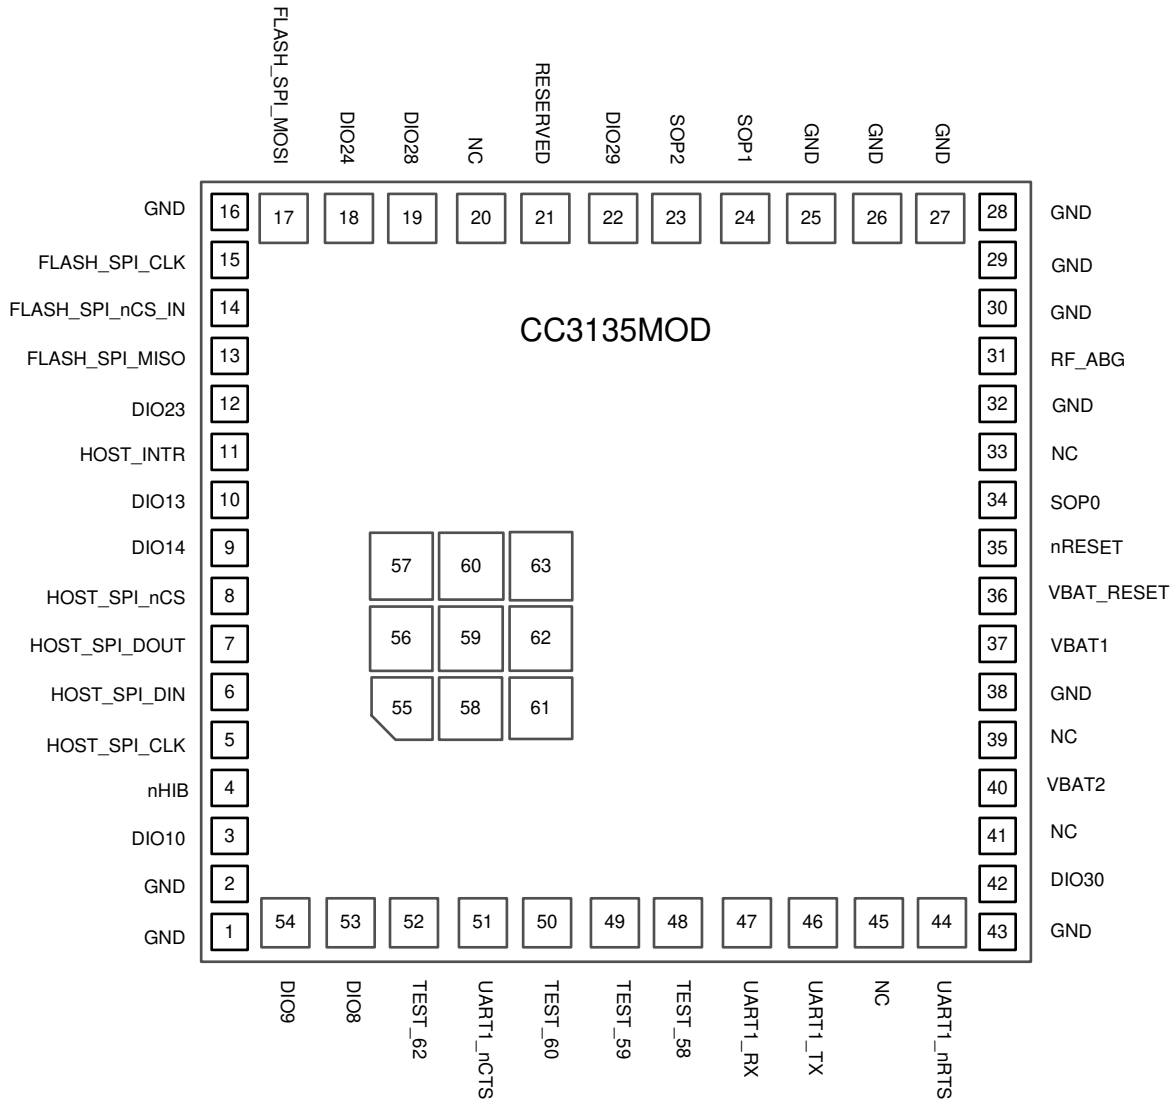 FLASH_SPI_MOSI
DIO24
DIO28
NC
RESERVED
DIO29
SOP2
SOP1
GND
GND
GND
17
18
19
20
21
22
23
24
25
26
27
GND 16
FLASH_SPI_CLK 15
FLASH_SPI_nCS_IN 14
FLASH_SPI_MISO 13
DIO23 12
HOST_INTR 11
DIO13 10
DIO14 9
HOST_SPI_nCS 8
HOST_SPI_DOUT 7
HOST_SPI_DIN 6
HOST_SPI_CLK 5
nHIB 4
DIO10 3
GND 2
GND 1
CC3135MOD
57 60 63
56 59 62
55 58 61
28 GND
29 GND
30 GND
31 RF_ABG
32 GND
33 NC
34 SOP0
35 nRESET
36 VBAT_RESET
37 VBAT1
38 GND
39 NC
40 VBAT2
41 NC
42 DIO30
43 GND
54
53
52
51
50
49
48
47
46
45
44
DIO9
DIO8
TEST_62
UART1_nCTS
TEST_60
TEST_59
TEST_58
UART1_RX
UART1_TX
NC
UART1_nRTS